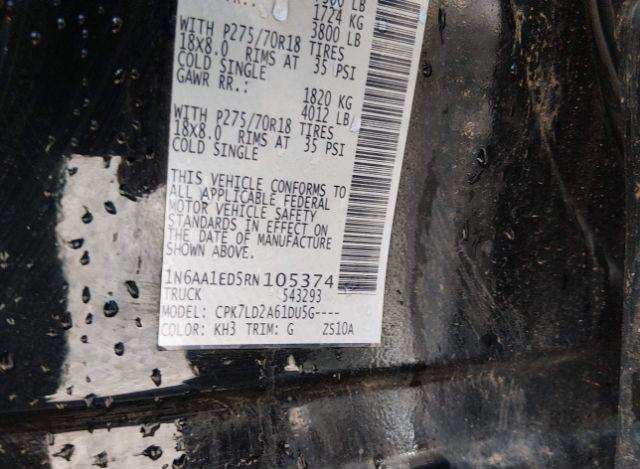 1724 KG
3800 LB
WITH P275/70R18 TIRES
18X8.0 RIMS AT 35 PSI
COLD SINGLE
GAWR RR.:
1820 KG
4012 LB
WITH P275/70R18 TIRES
18X8.0 RIMS AT 35 PSI
COLD SINGLE
THIS VEHICLE CONFORMS TO
ALL APPLICABLE FEDERAL
MOTOR VEHICLE SAFETY
STANDARDS IN EFFECT ON
THE DATE OF MANUFACTURE
SHOWN ABOVE.
1N6AA1ED5RN105374
TRUCK 543293
MODEL: CPK7LD2A61DU5G----
COLOR: KH3 TRIM: G ZS10A